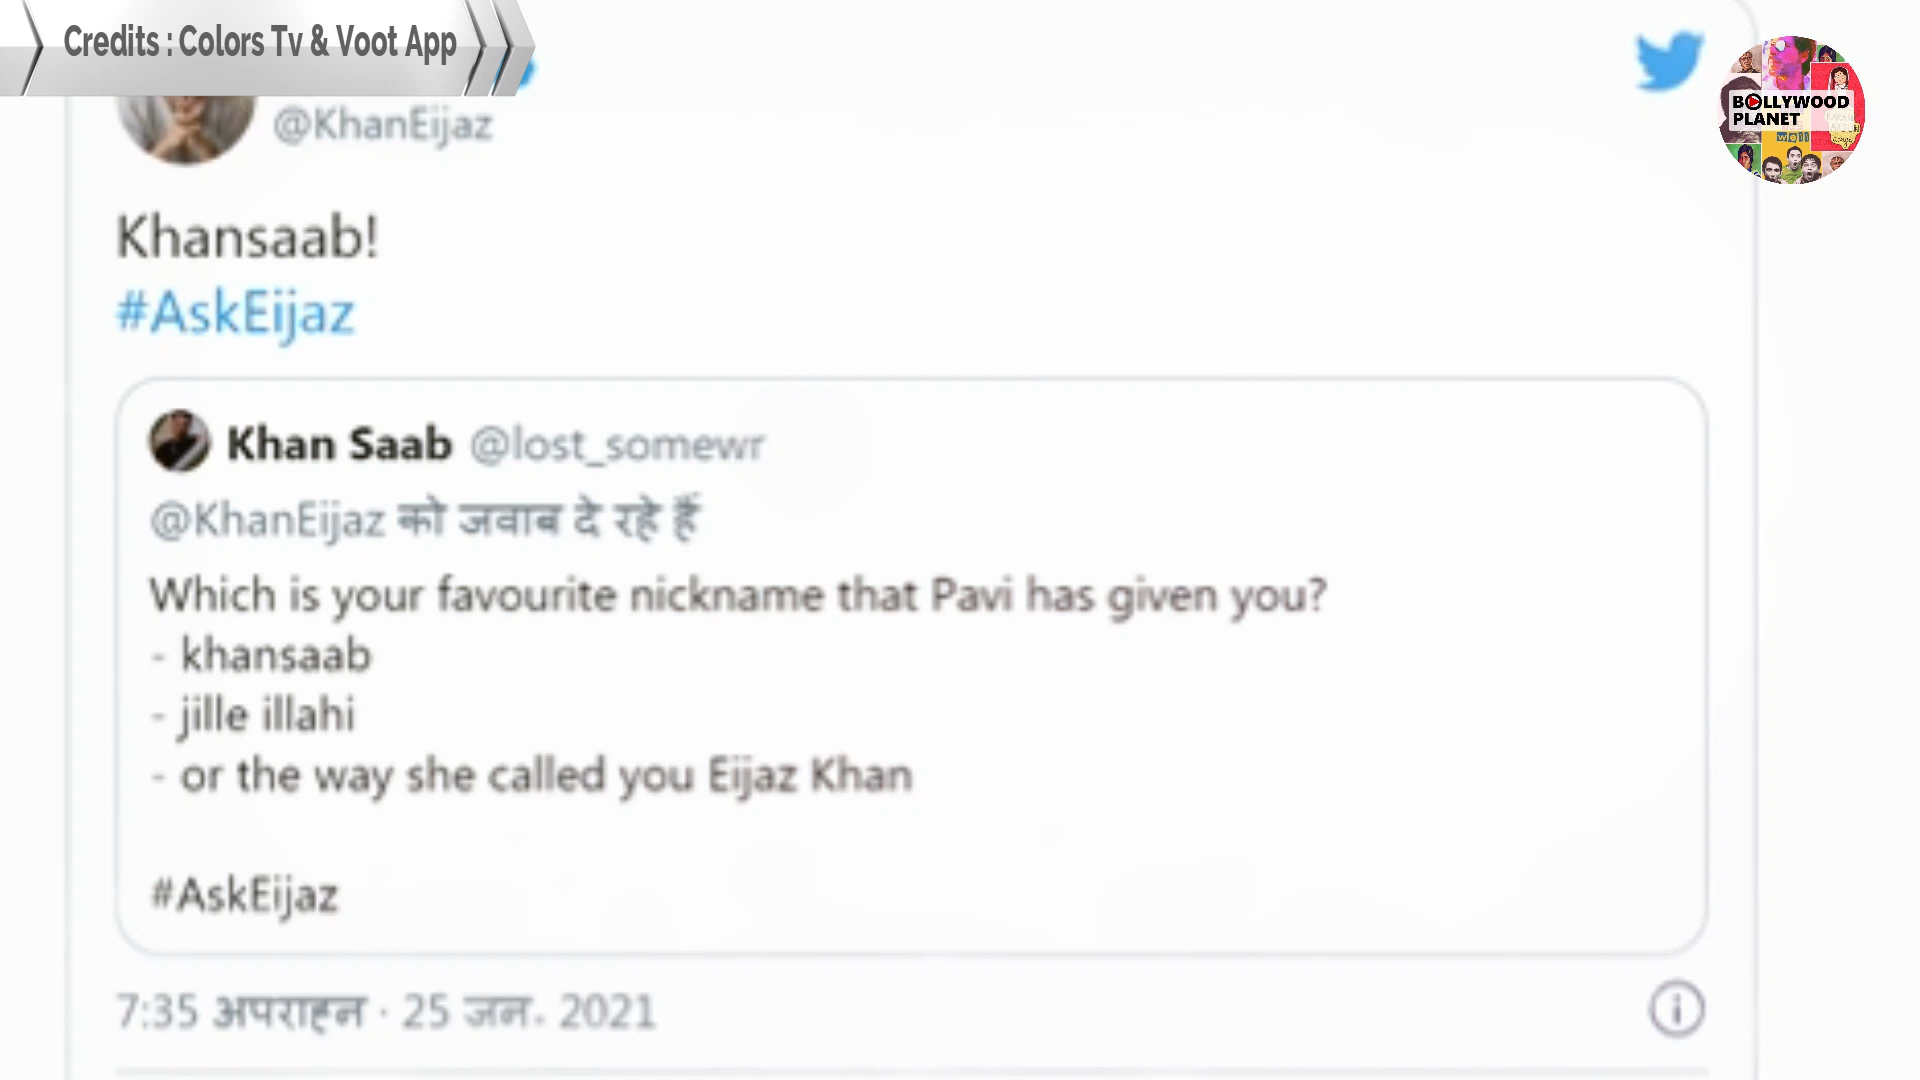 Credits : Colors Tv & Voot App
BOLLYWOOD
PLANET
@KhanEijaz
Khansaab!
#AskEijaz
Khan Saab @lost_somewr
@KhanEijaz को जवाब दे रहे हैं
Which is your favourite nickname that Pavi has given you?
- khansaab
- jille illahi
- or the way she called you Eijaz Khan
#AskEijaz
7:35 अपराह्न · 25 जन॰ 2021